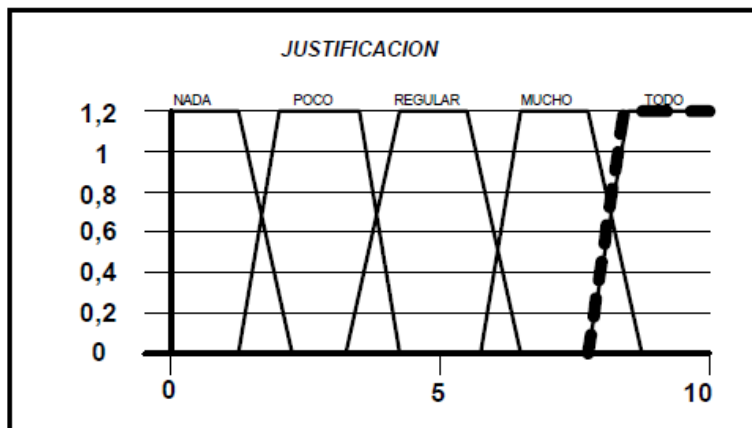 JUSTIFICACION
NADA POCO REGULAR MUCHO TODO
1,2
1
0,8
0,6
0,4
0,2
0
0 5 10